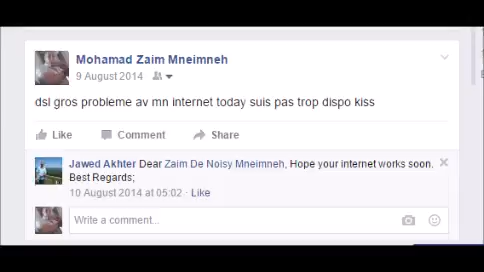 Mohamad Zaim Mneimneh
9 August 2014
dsl gros probleme av mn internet today suis pas trop dispo kiss
Like Comment Share
Jawed Akhter Dear Zaim De Noisy Mneimneh, Hope your internet works soon.
Best Regards;
10 August 2014 at 05:02 · Like
Write a comment...